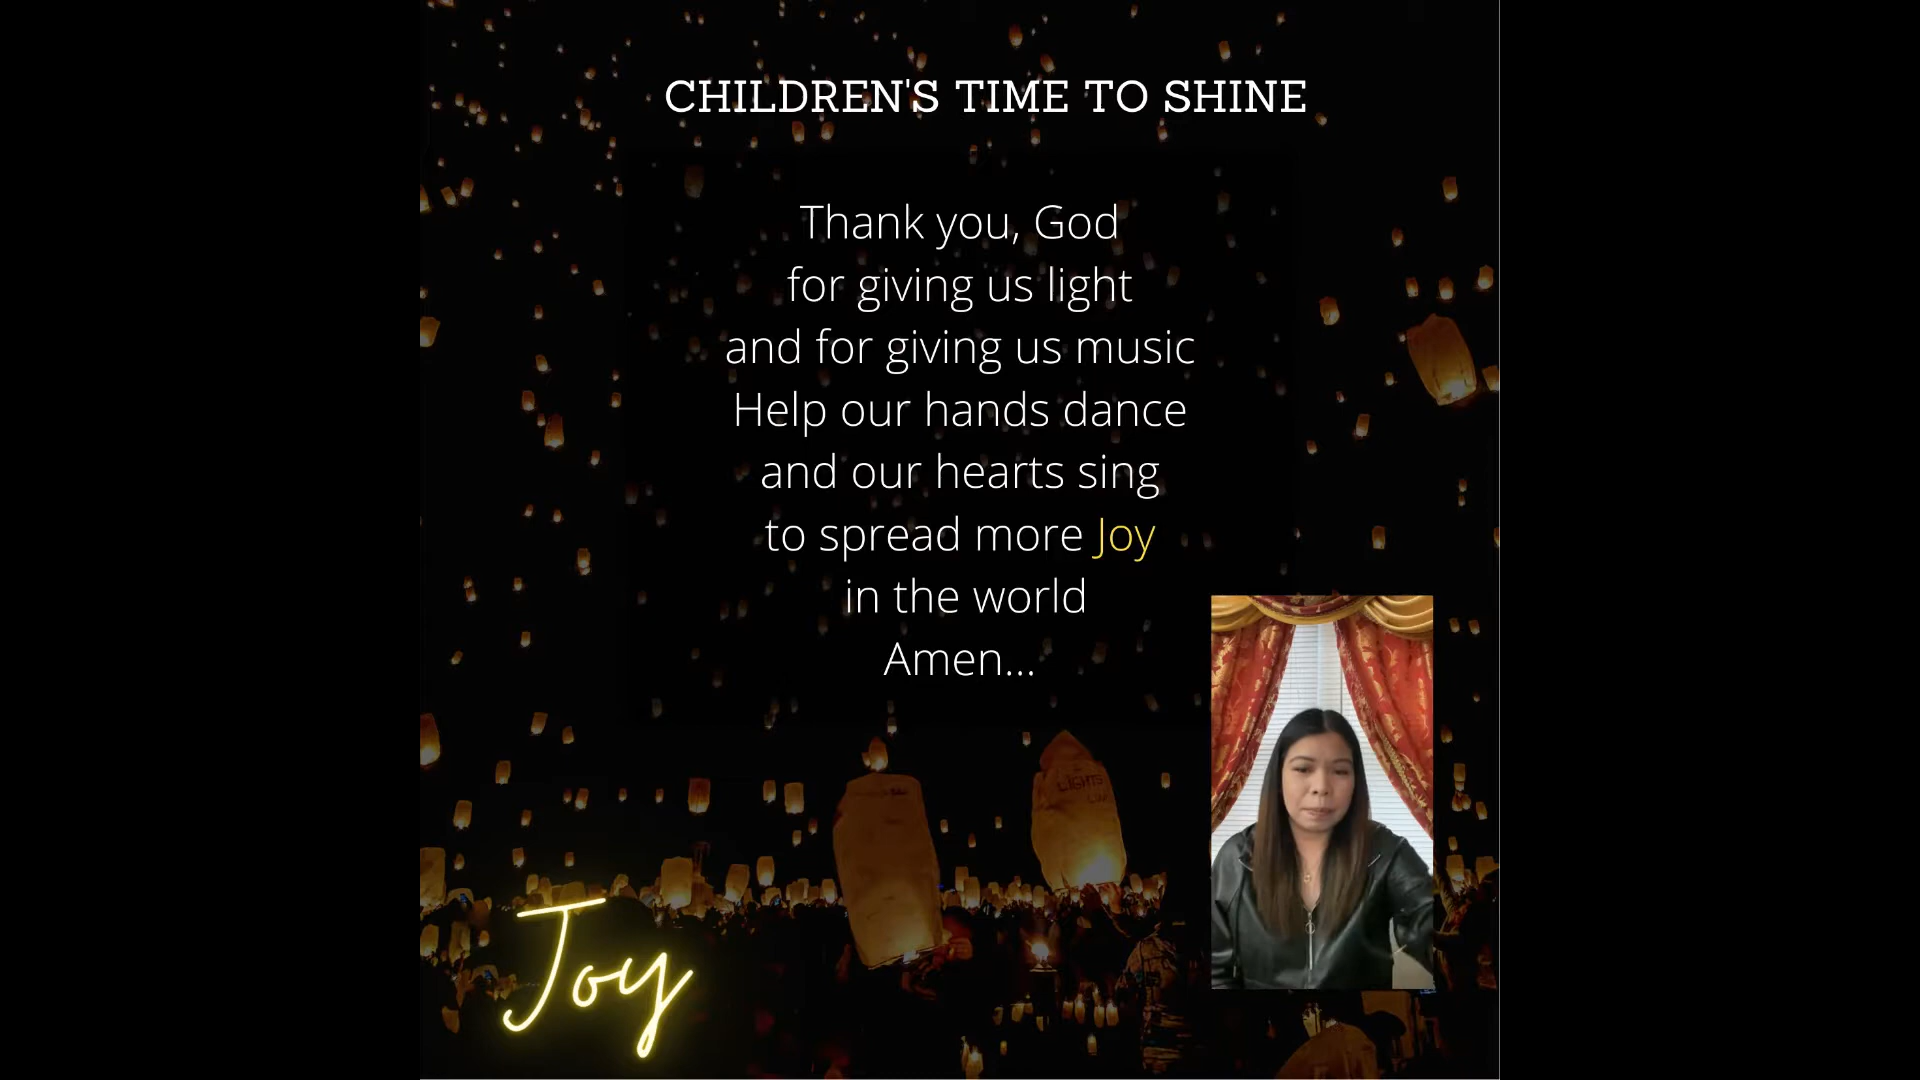 CHILDREN'S TIME TO SHINE
Thank you, God
for giving us light
and for giving us music
Help our hands dance
and our hearts sing
to spread more Joy
in the world
Amen...
LIGHTS
Joy